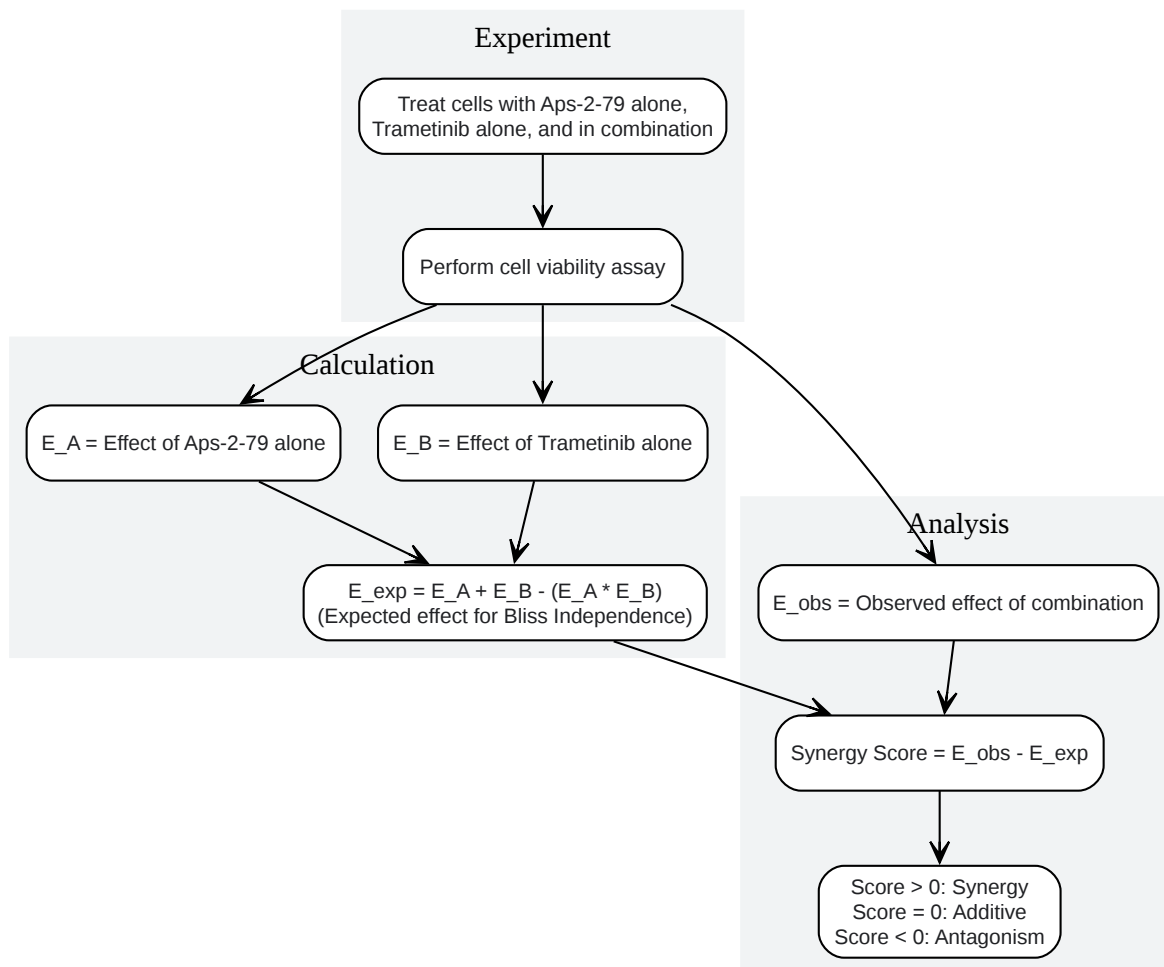 Experiment
Treat cells with Aps-2-79 alone,
Trametinib alone, and in combination
Perform cell viability assay
Calculation
E_A = Effect of Aps-2-79 alone
E_B = Effect of Trametinib alone
E_exp = E_A + E_B - (E_A * E_B)
(Expected effect for Bliss Independence)
Analysis
E_obs = Observed effect of combination
Synergy Score = E_obs - E_exp
Score > 0: Synergy
Score = 0: Additive
Score < 0: Antagonism